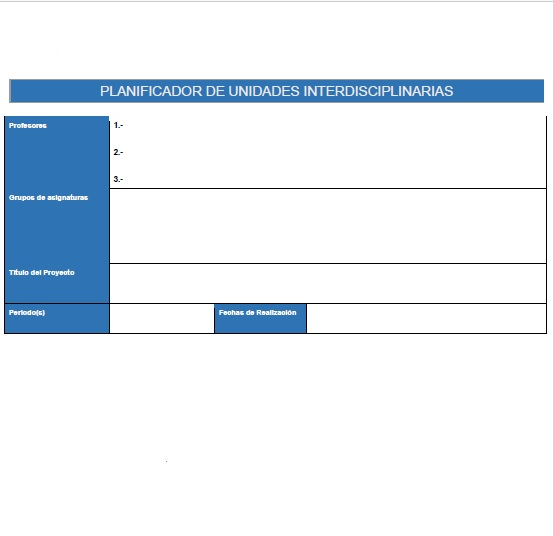 PLANIFICADOR DE UNIDADES INTERDISCIPLINARIAS
Profesores
1.-
2.-
3.-
Grupos de asignaturas
Título del Proyecto
Periodo(s)
Fechas de Realización